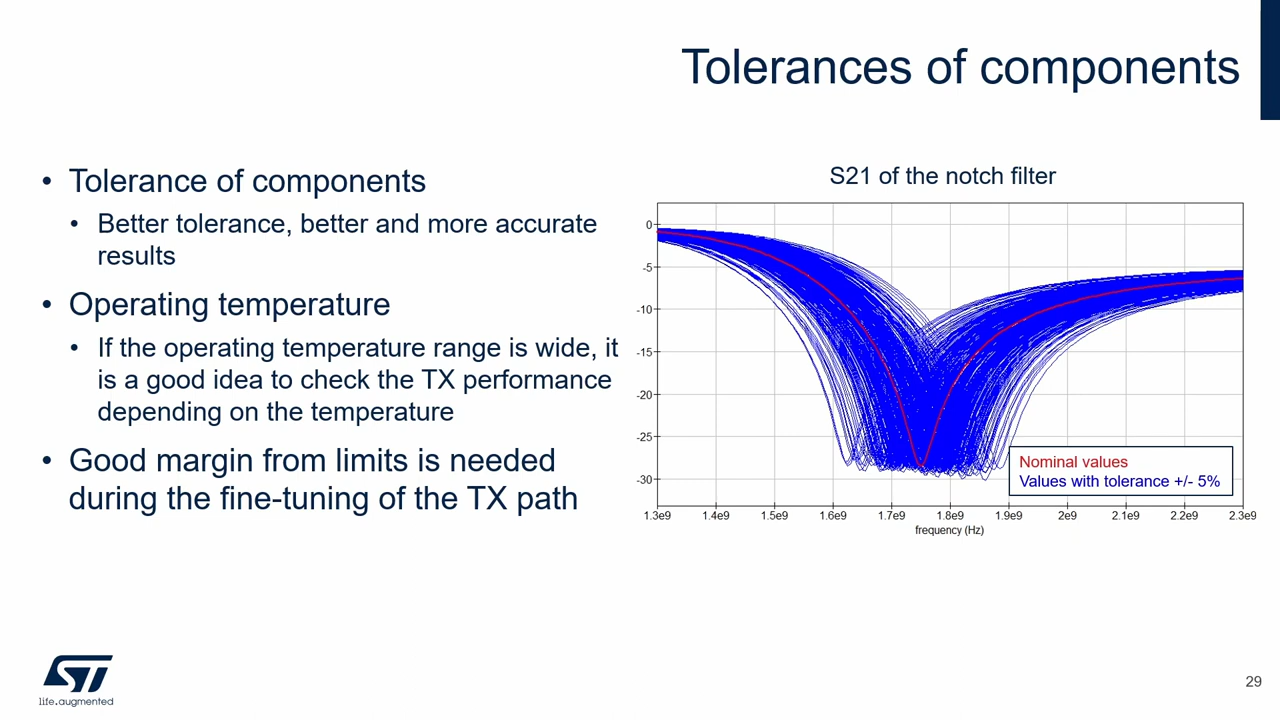 Tolerances of components
• Tolerance of components
• Better tolerance, better and more accurate
results
• Operating temperature
• If the operating temperature range is wide, it
is a good idea to check the TX performance
depending on the temperature
• Good margin from limits is needed
during the fine-tuning of the TX path
S21 of the notch filter
0
-5
-10
-15
-20
-25
-30
Nominal values
Values with tolerance +/- 5%
1.3e9 1.4e9 1.5e9 1.6e9 1.7e9 1.8e9 1.9e9 2e9 2.1e9 2.2e9 2.3e9
frequency (Hz)
ST
life.augmented
29